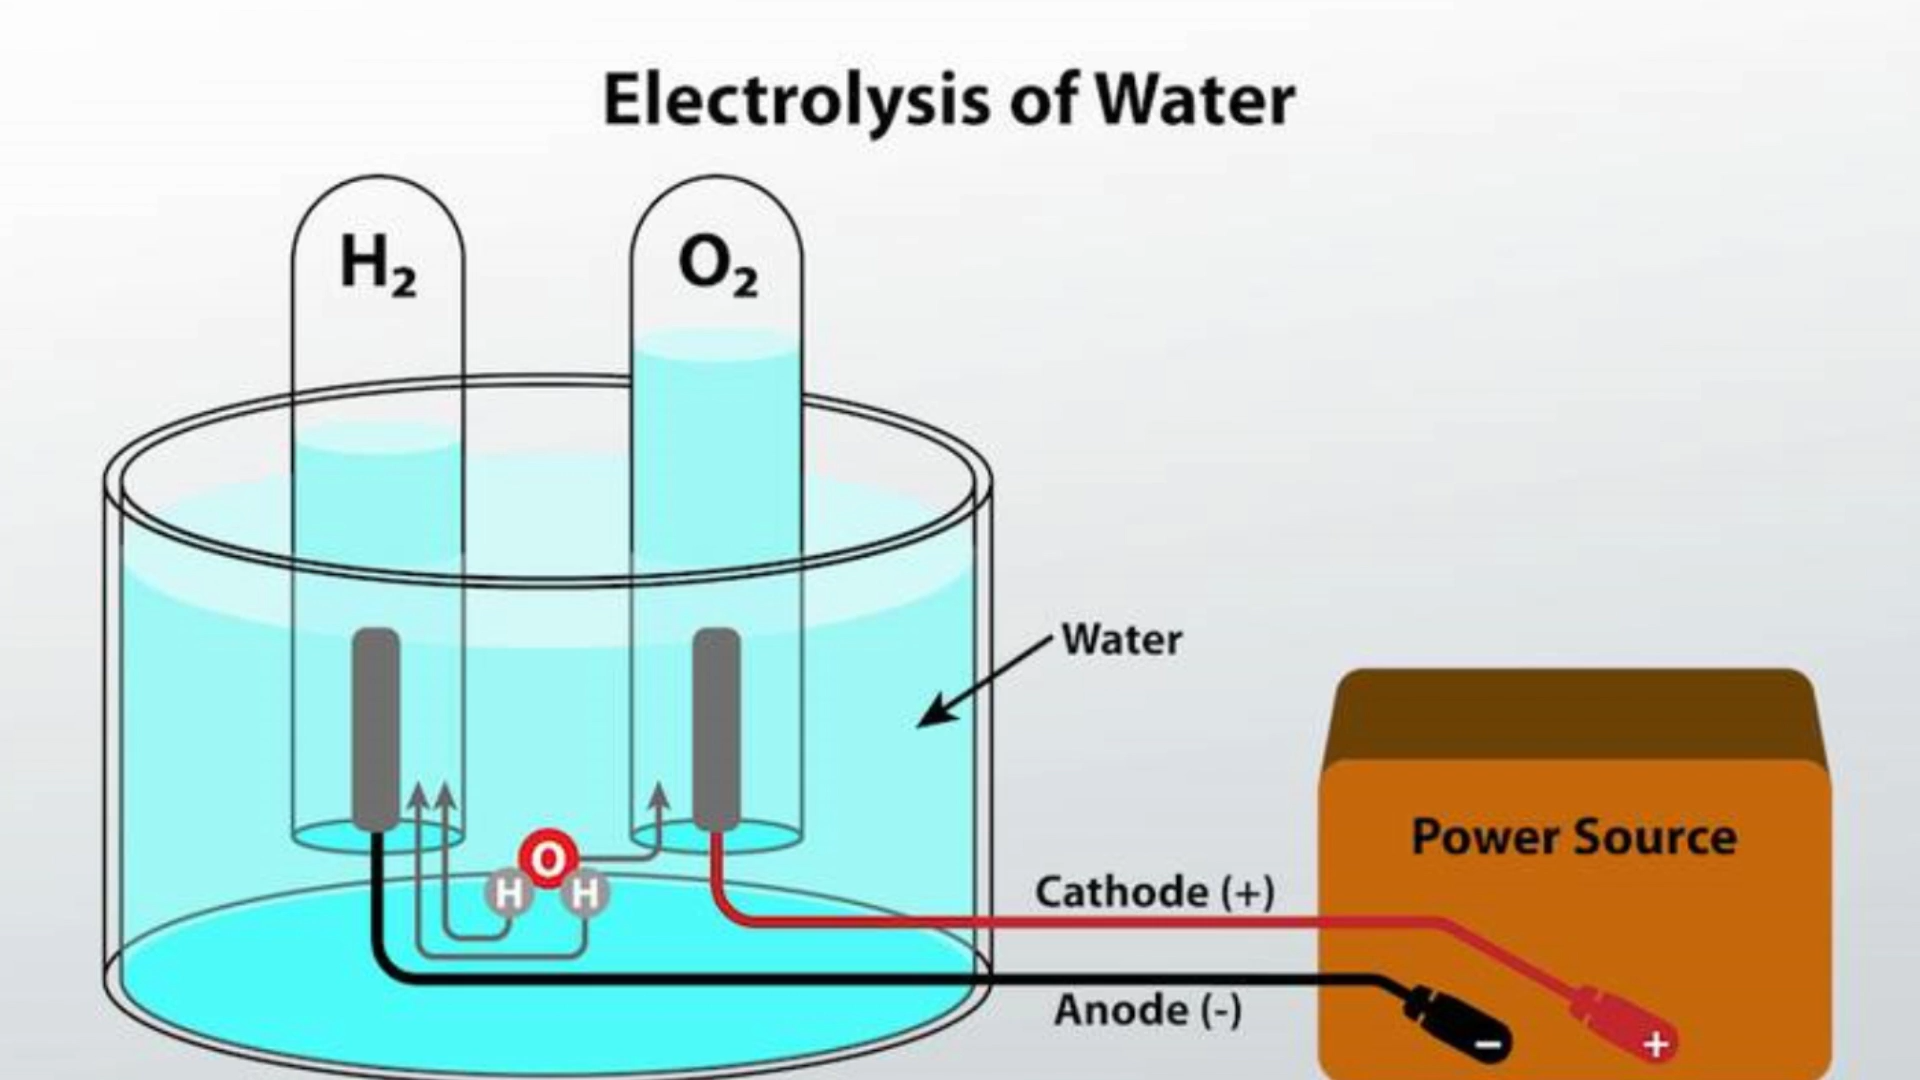 Electrolysis of Water
H₂
O₂
Water
Power Source
O
H H
Cathode (+)
Anode (-)
−
+